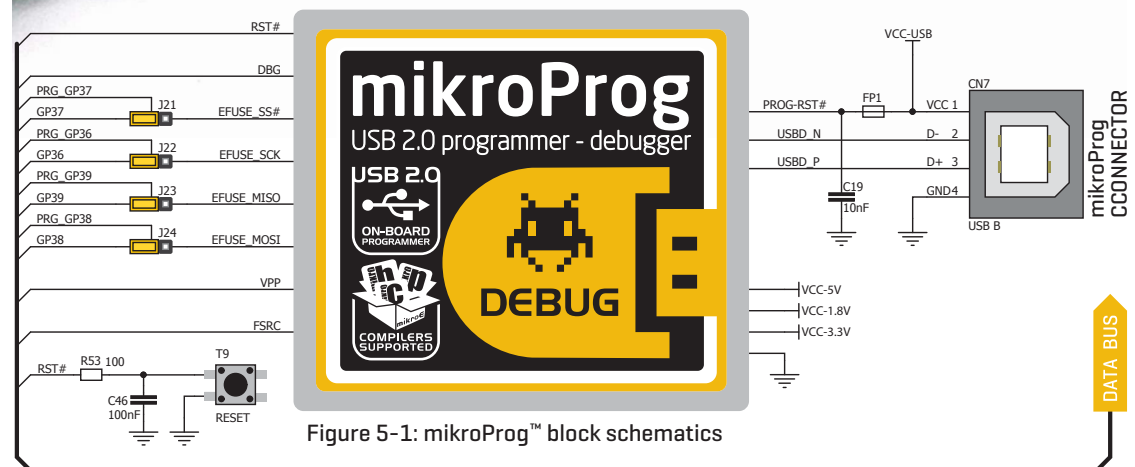 RST#
DBG
PRG_GP37
GP37
J21
EFUSE_SS#
PRG_GP36
GP36
J22
EFUSE_SCK
PRG_GP39
GP39
J23
EFUSE_MISO
PRG_GP38
GP38
J24
EFUSE_MOSI
VPP
FSRC
RST#
R53 100
T9
C46
100nF
RESET
mikroProg
USB 2.0 programmer - debugger
USB 2.0
ON-BOARD
PROGRAMMER
h
c
p
mikroE
COMPILERS
SUPPORTED
DEBUG
VCC-USB
PROG-RST#
FP1
VCC 1
USBD_N
D- 2
USBD_P
D+ 3
C19
10nF
GND4
CN7
USB B
mikroProg
CCONNECTOR
VCC-5V
VCC-1.8V
VCC-3.3V
DATA BUS
Figure 5-1: mikroProg™ block schematics